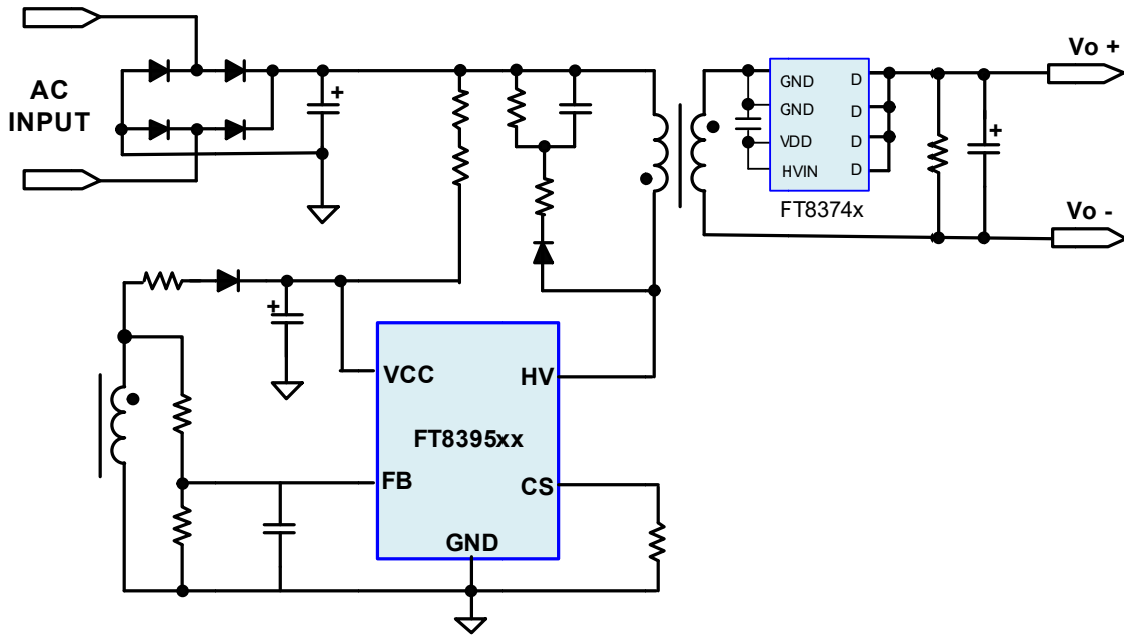 AC
INPUT
+
GND
GND
VDD
HVIN
D
D
D
D
FT8374x
+
Vo +
Vo -
+
VCC
HV
FT8395xx
FB
CS
GND